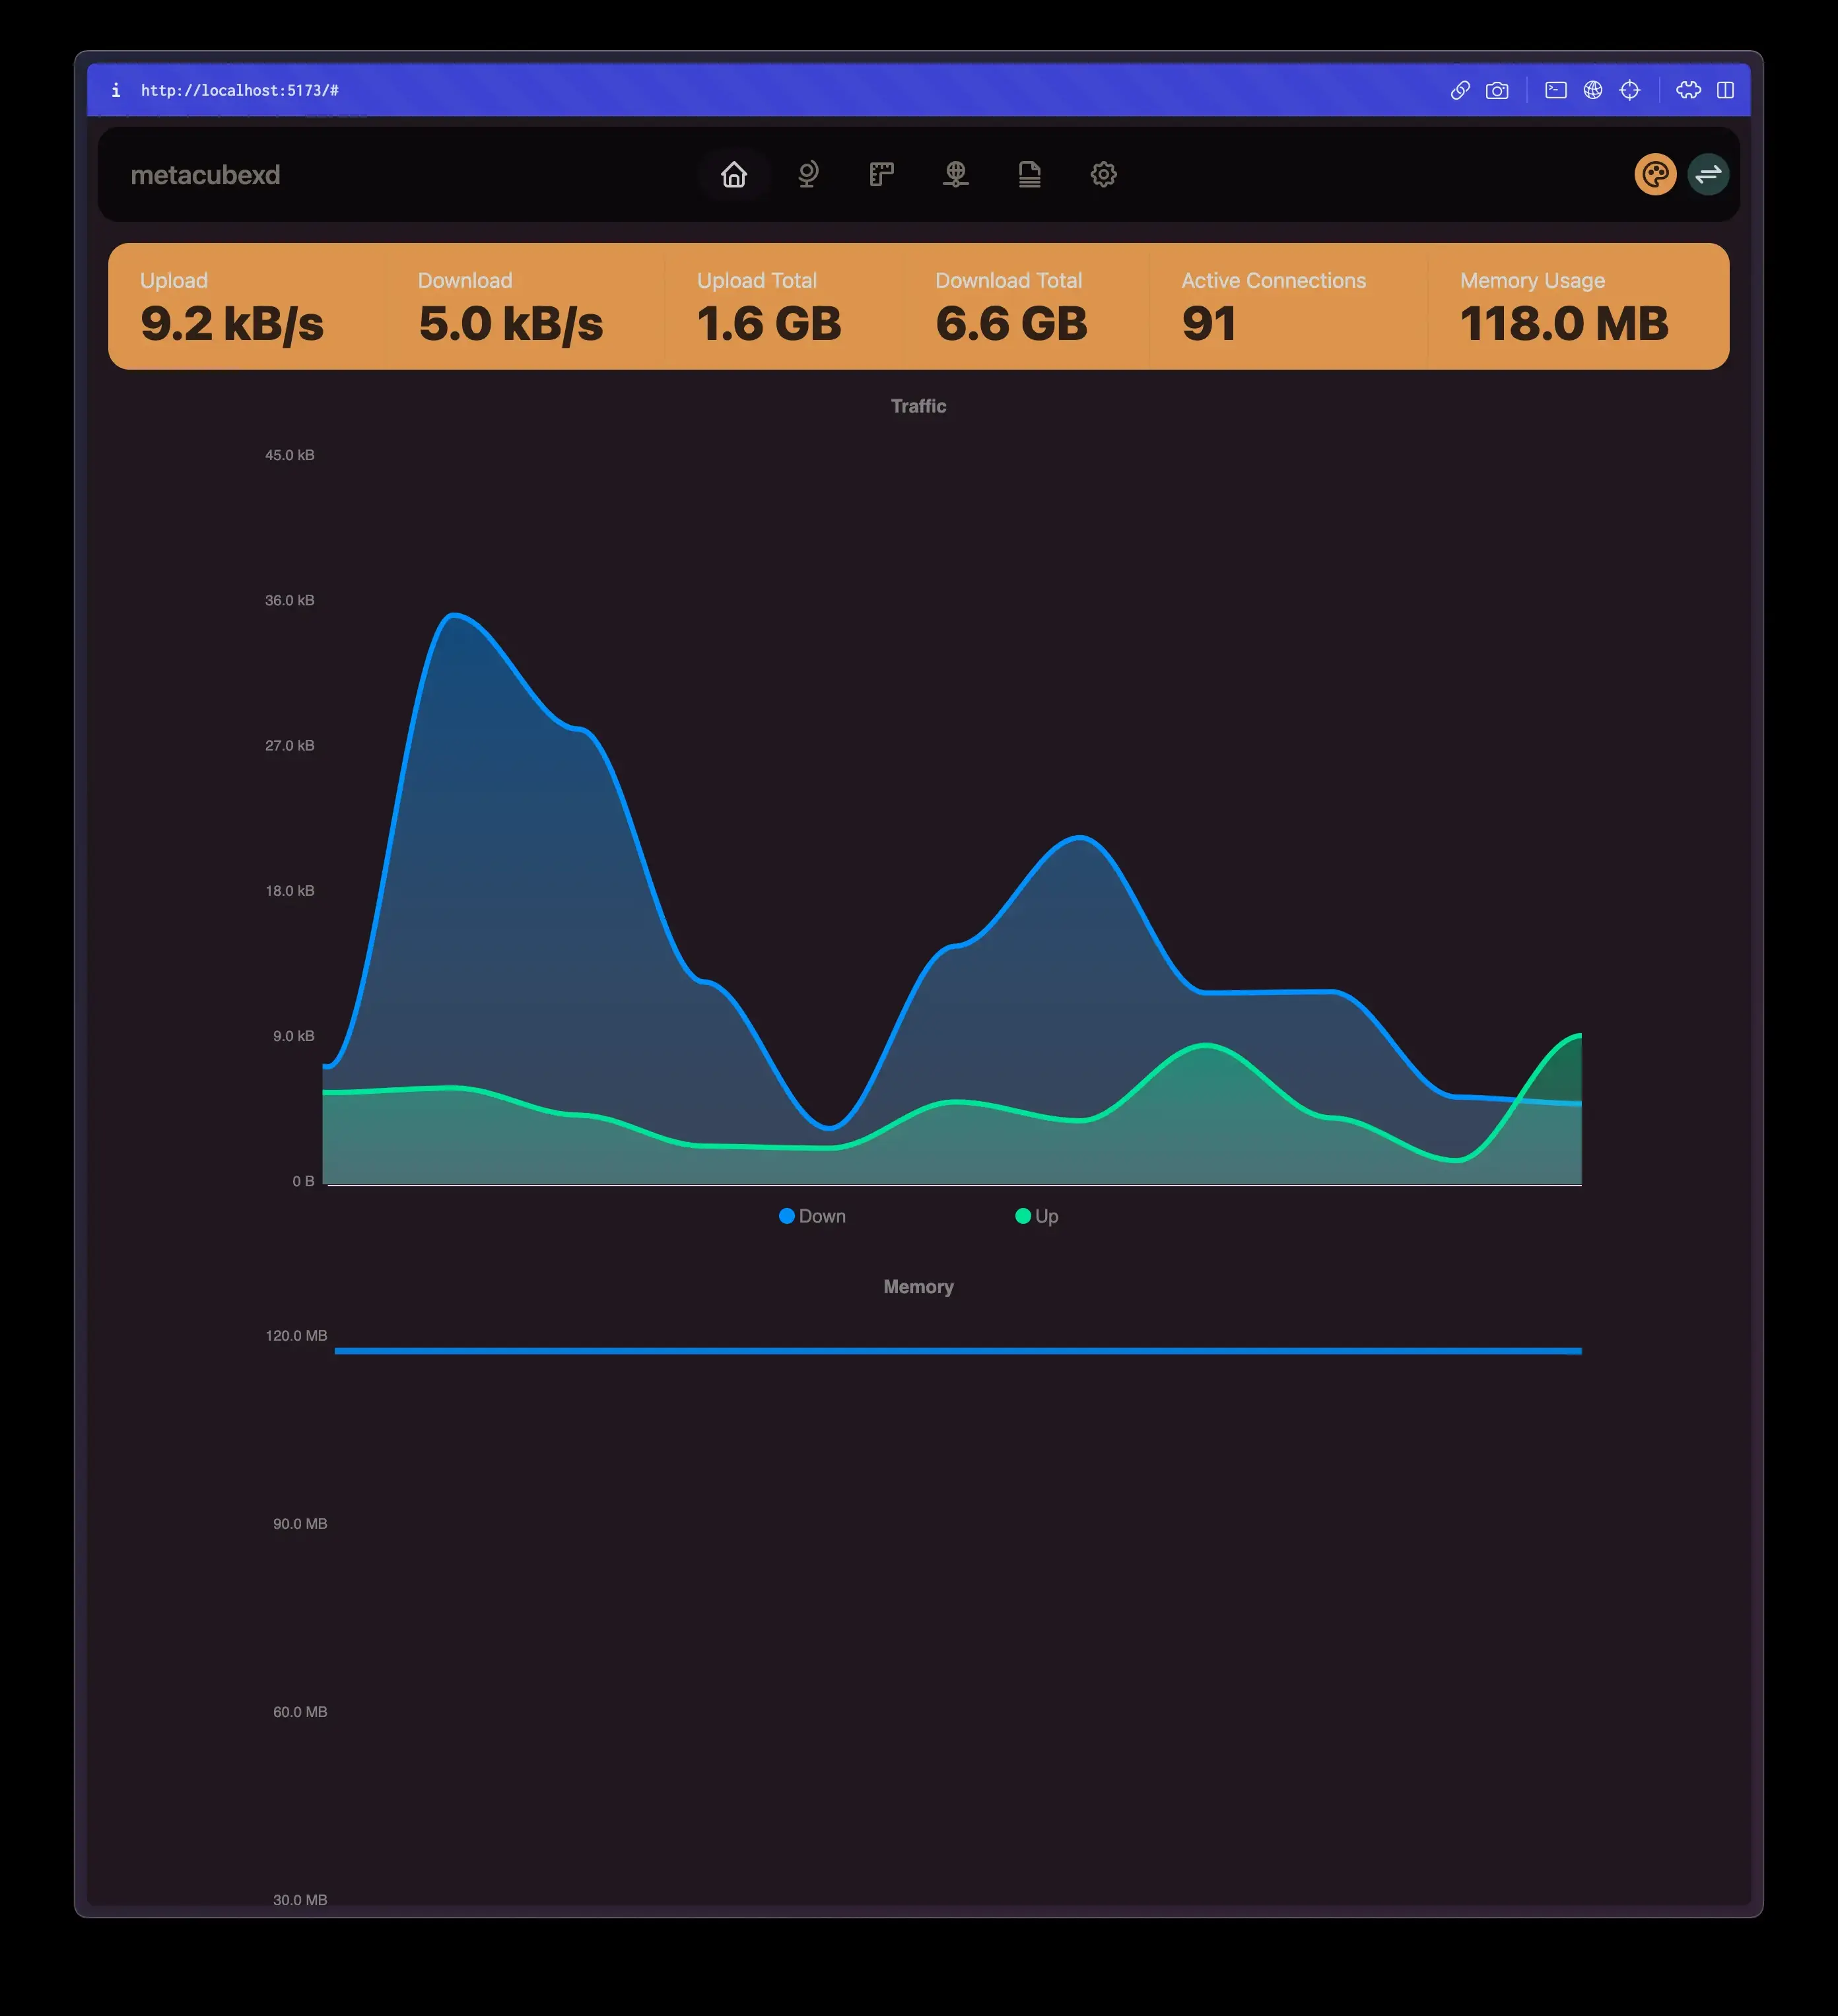 http://localhost:5173/#
metacubexd
Upload
9.2 kB/s
Download
5.0 kB/s
Upload Total
1.6 GB
Download Total
6.6 GB
Active Connections
91
Memory Usage
118.0 MB
Traffic
45.0 kB
36.0 kB
27.0 kB
18.0 kB
9.0 kB
0 B
Down
Up
Memory
120.0 MB
90.0 MB
60.0 MB
30.0 MB